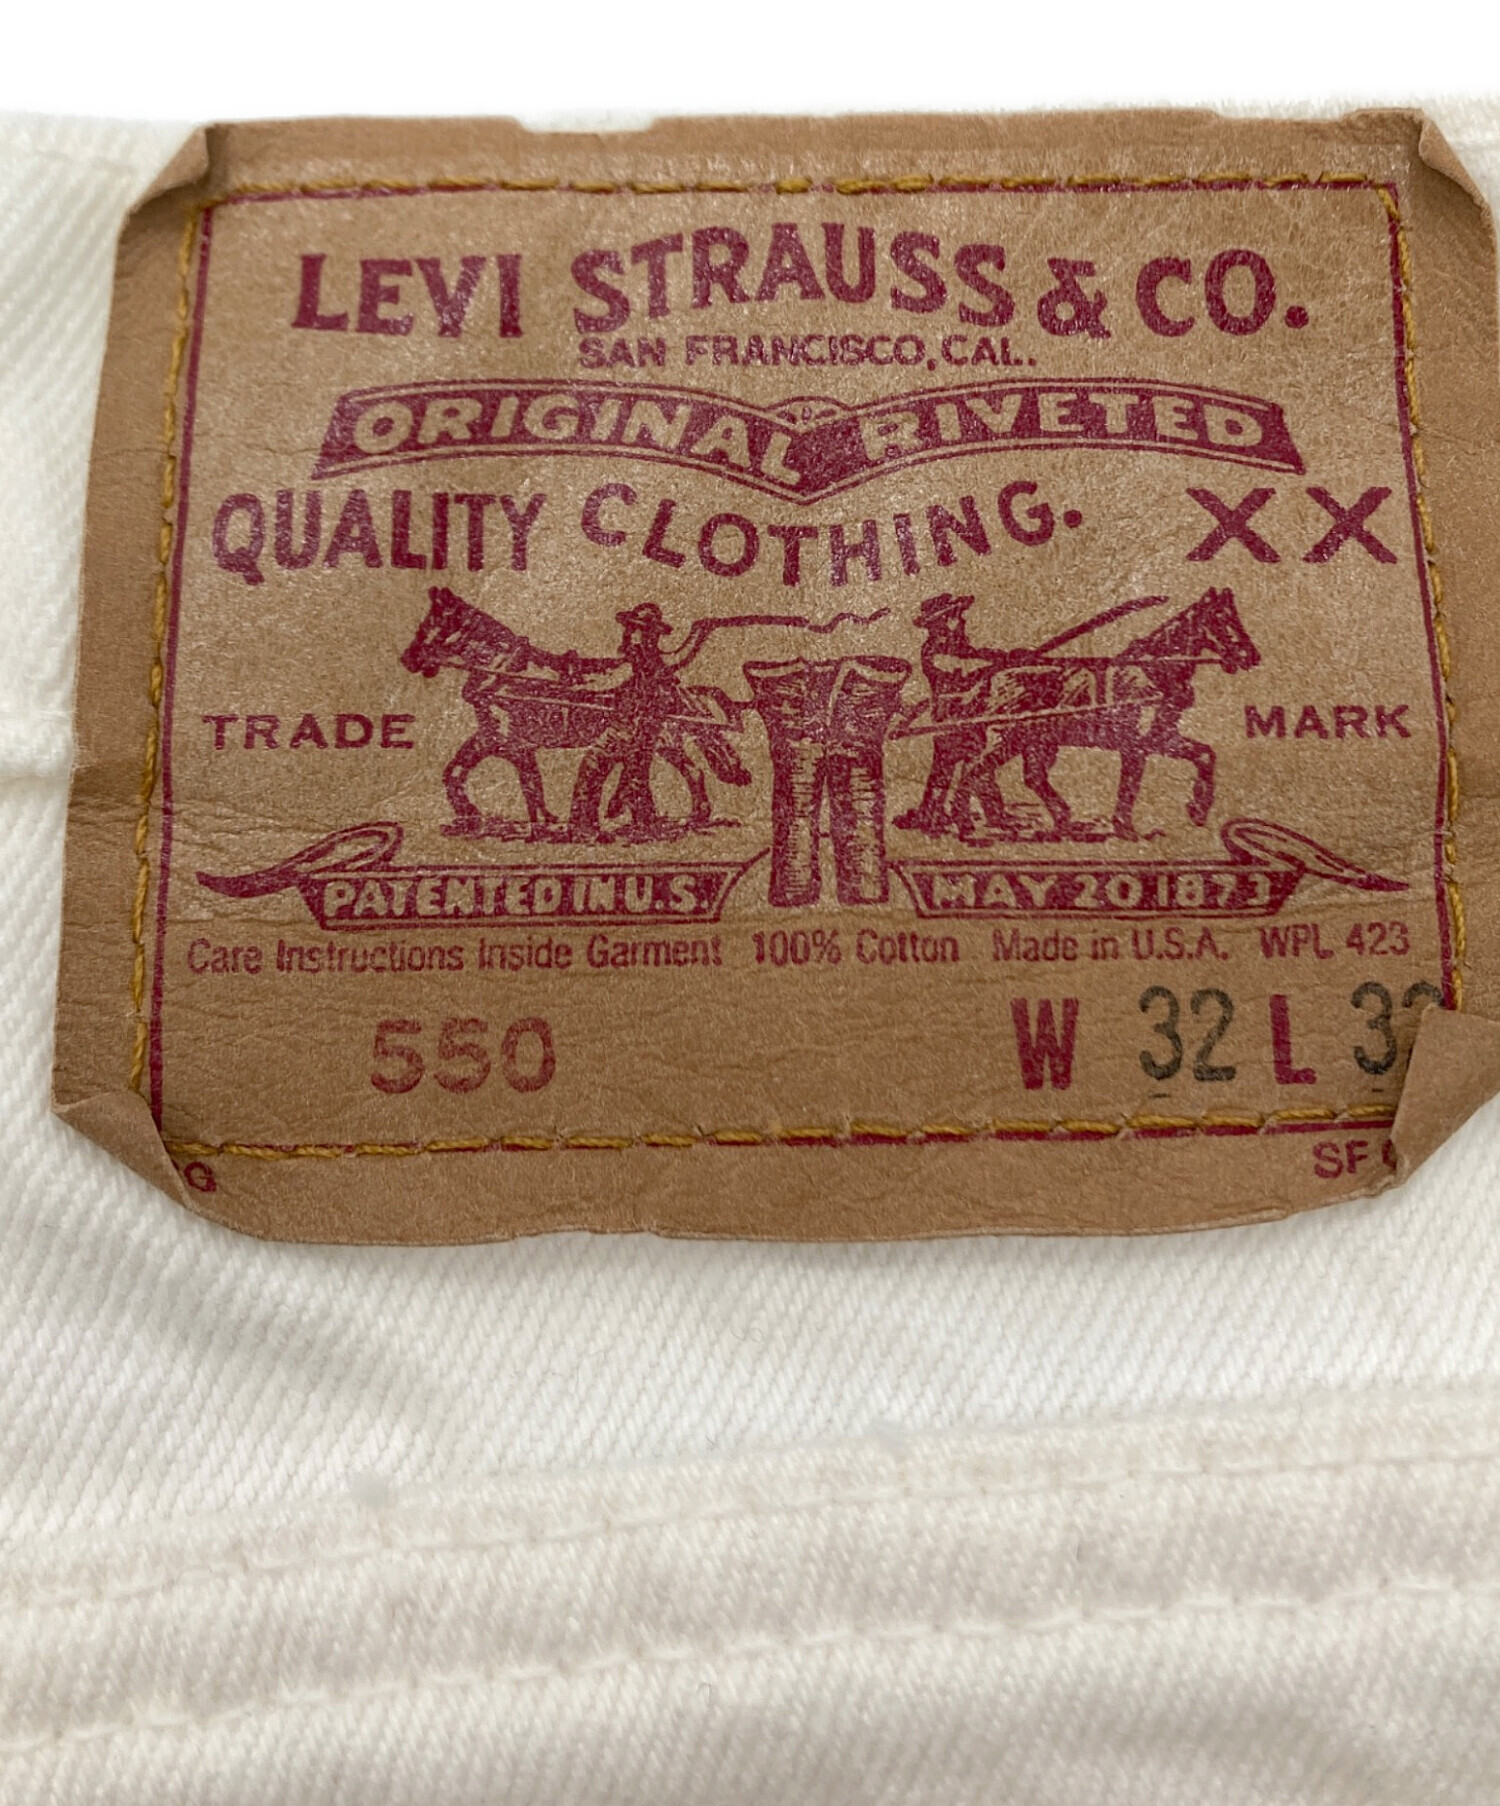 LEVI STRAUSS & CO.
SAN FRANCISCO, CAL.
ORIGINAL RIVETED
QUALITY CLOTHING. XX
TRADE MARK
PATENTED IN U.S. MAY 20 1873
Care Instructions Inside Garment 100% Cotton Made in U.S.A. WPL 423
550 W 32 L
SF